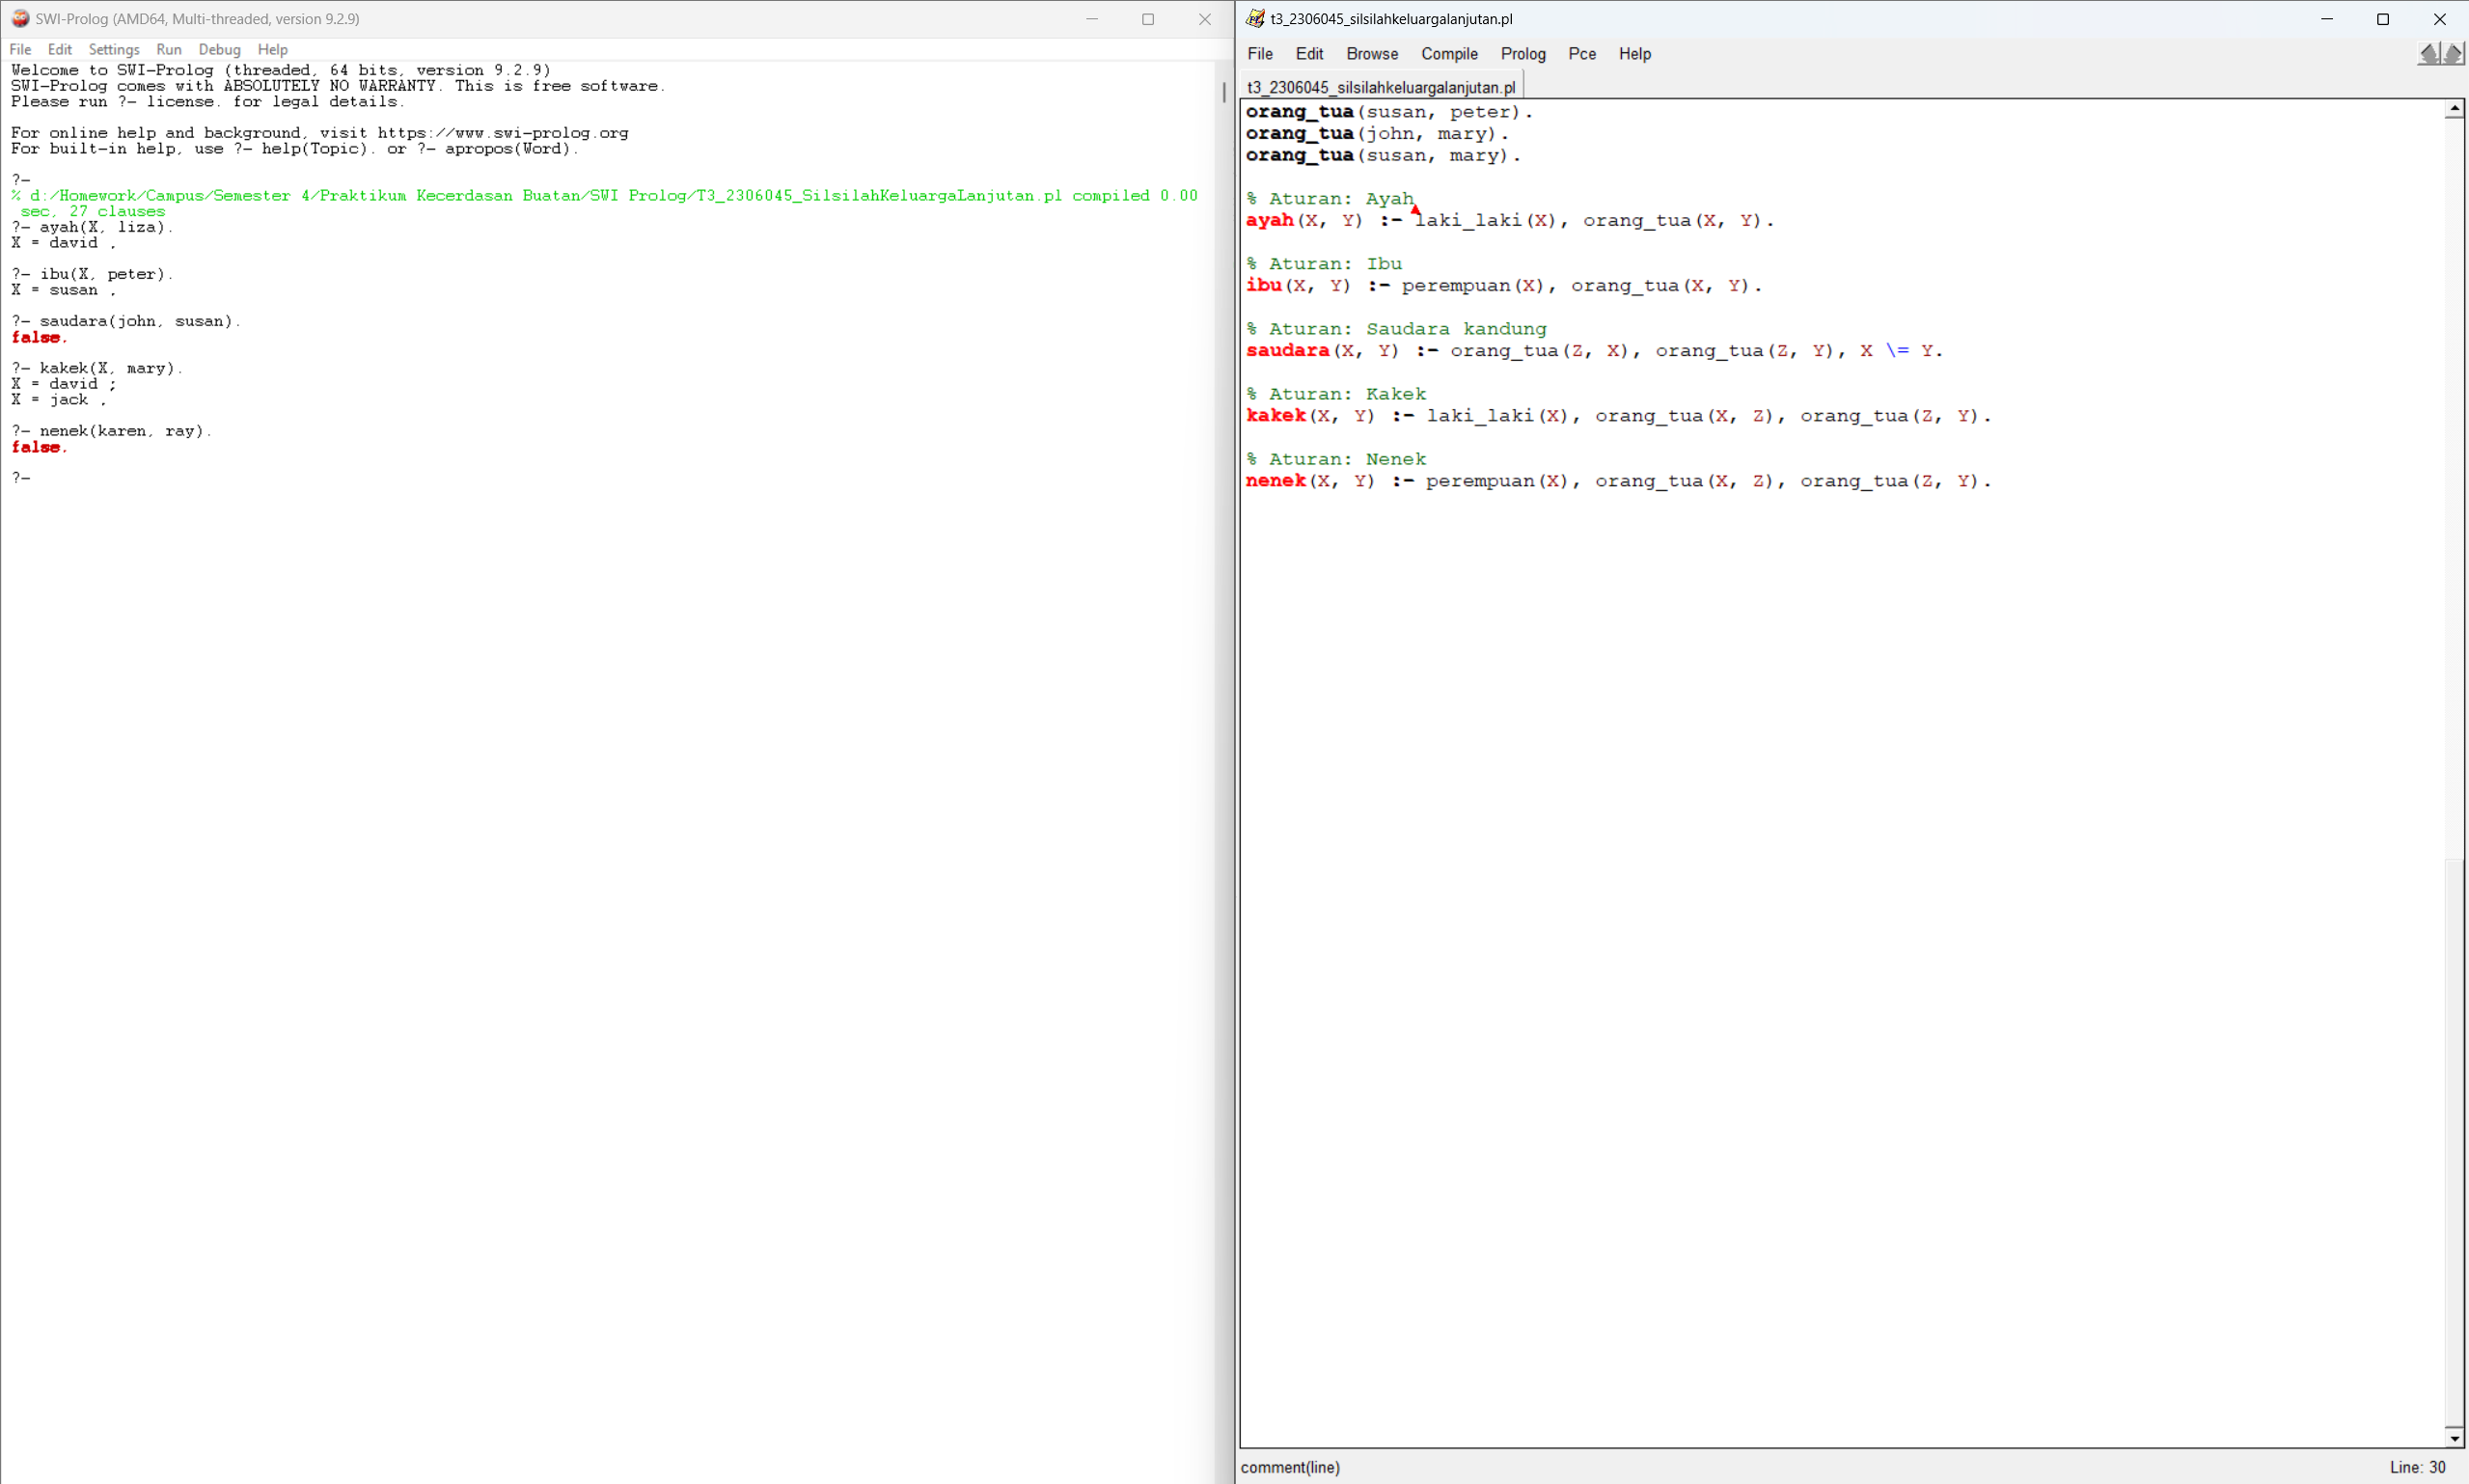 SWI-Prolog (AMD64, Multi-threaded, version 9.2.9)
File Edit Settings Run Debug Help
Welcome to SWI-Prolog (threaded, 64 bits, version 9.2.9)
SWI-Prolog comes with ABSOLUTELY NO WARRANTY. This is free software.
Please run ?- license. for legal details.
For online help and background, visit https://www.swi-prolog.org
For built-in help, use ?- help(Topic). or ?- apropos(Word).
?-
% d:/Homework/Campus/Semester 4/Praktikum Kecerdasan Buatan/SWI Prolog/T3_2306045_SilsilahKeluargaLanjutan.pl compiled 0.00
sec, 27 clauses
?- ayah(X, liza).
X = david .
?- ibu(X, peter).
X = susan .
?- saudara(john, susan).
false.
?- kakek(X, mary).
X = david ;
X = jack .
?- nenek(karen, ray).
false.
?-
t3_2306045_silsilahkeluargalanjutan.pl
File Edit Browse Compile Prolog Pce Help
t3_2306045_silsilahkeluargalanjutan.pl
orang_tua(susan, peter).
orang_tua(john, mary).
orang_tua(susan, mary).
% Aturan: Ayah
ayah(X, Y) :- laki_laki(X), orang_tua(X, Y).
% Aturan: Ibu
ibu(X, Y) :- perempuan(X), orang_tua(X, Y).
% Aturan: Saudara kandung
saudara(X, Y) :- orang_tua(Z, X), orang_tua(Z, Y), X \= Y.
% Aturan: Kakek
kakek(X, Y) :- laki_laki(X), orang_tua(X, Z), orang_tua(Z, Y).
% Aturan: Nenek
nenek(X, Y) :- perempuan(X), orang_tua(X, Z), orang_tua(Z, Y).
comment(line)
Line: 30